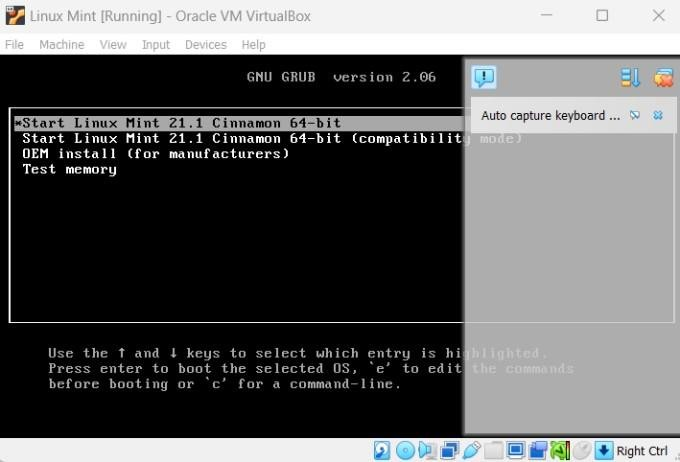 Linux Mint [Running] - Oracle VM VirtualBox
File Machine View Input Devices Help
GNU GRUB version 2.06
Auto capture keyboard ...
*Start Linux Mint 21.1 Cinnamon 64-bit
Start Linux Mint 21.1 Cinnamon 64-bit (compatibility mode)
OEM install (for manufacturers)
Test memory
Use the ↑ and ↓ keys to select which entry is highlighted.
Press enter to boot the selected OS, `e' to edit the commands
before booting or `c' for a command-line.
Right Ctrl